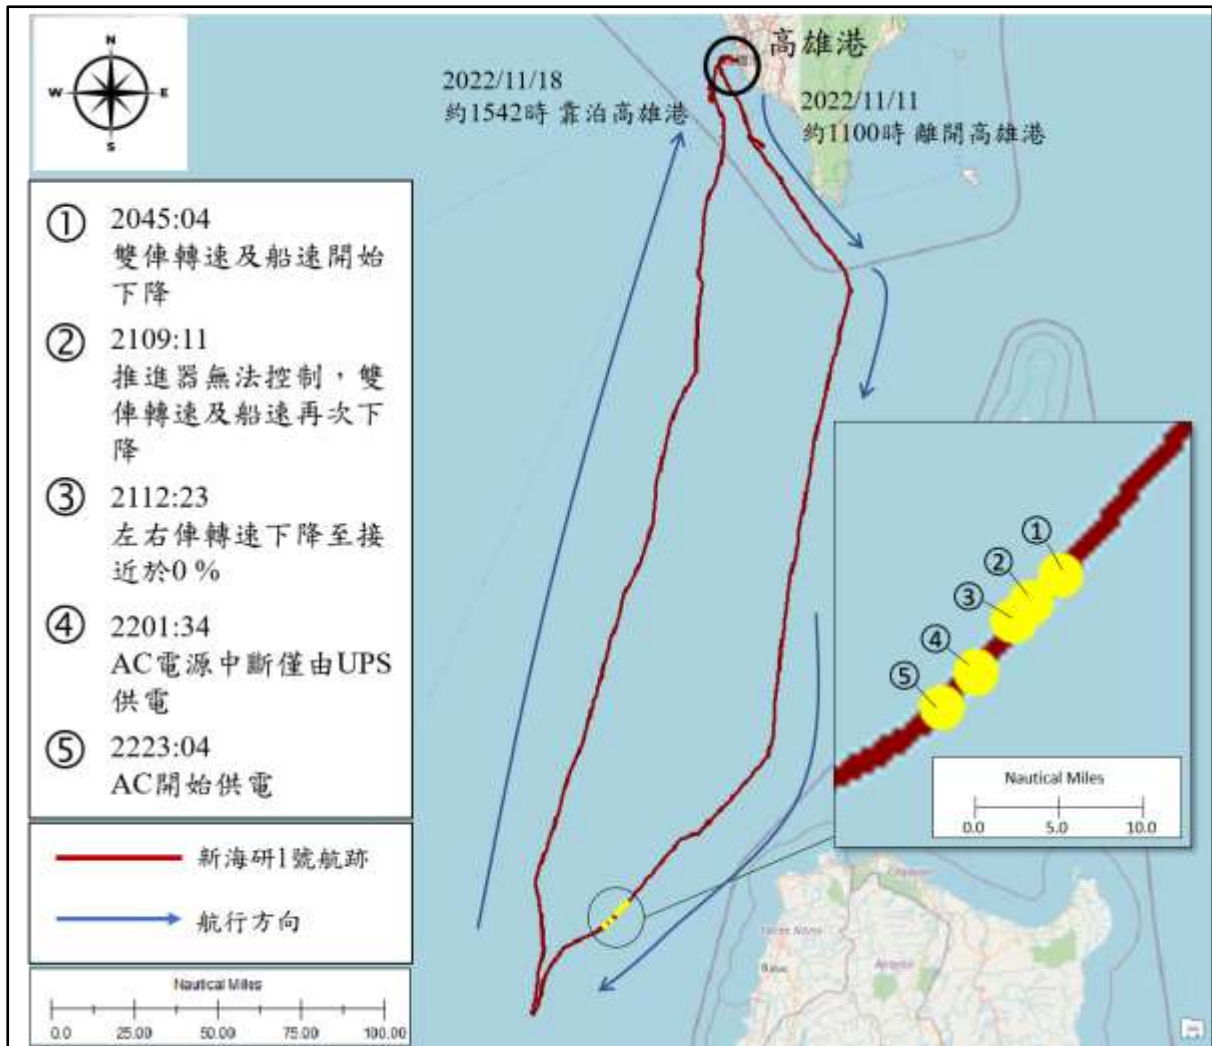 N
W
E
S
高雄港
2022/11/18
約1542時 靠泊高雄港
2022/11/11
約1100時 離開高雄港
① 2045:04
雙俥轉速及船速開始
下降
② 2109:11
推進器無法控制，雙
俥轉速及船速再次下
降
③ 2112:23
左右俥轉速下降至接
近於0 %
④ 2201:34
AC電源中斷僅由UPS
供電
⑤ 2223:04
AC開始供電
新海研1號航跡
航行方向
Nautical Miles
0.0 25.00 50.00 75.00 100.00
①
②
③
④
⑤
Nautical Miles
0.0 5.0 10.0
Batac